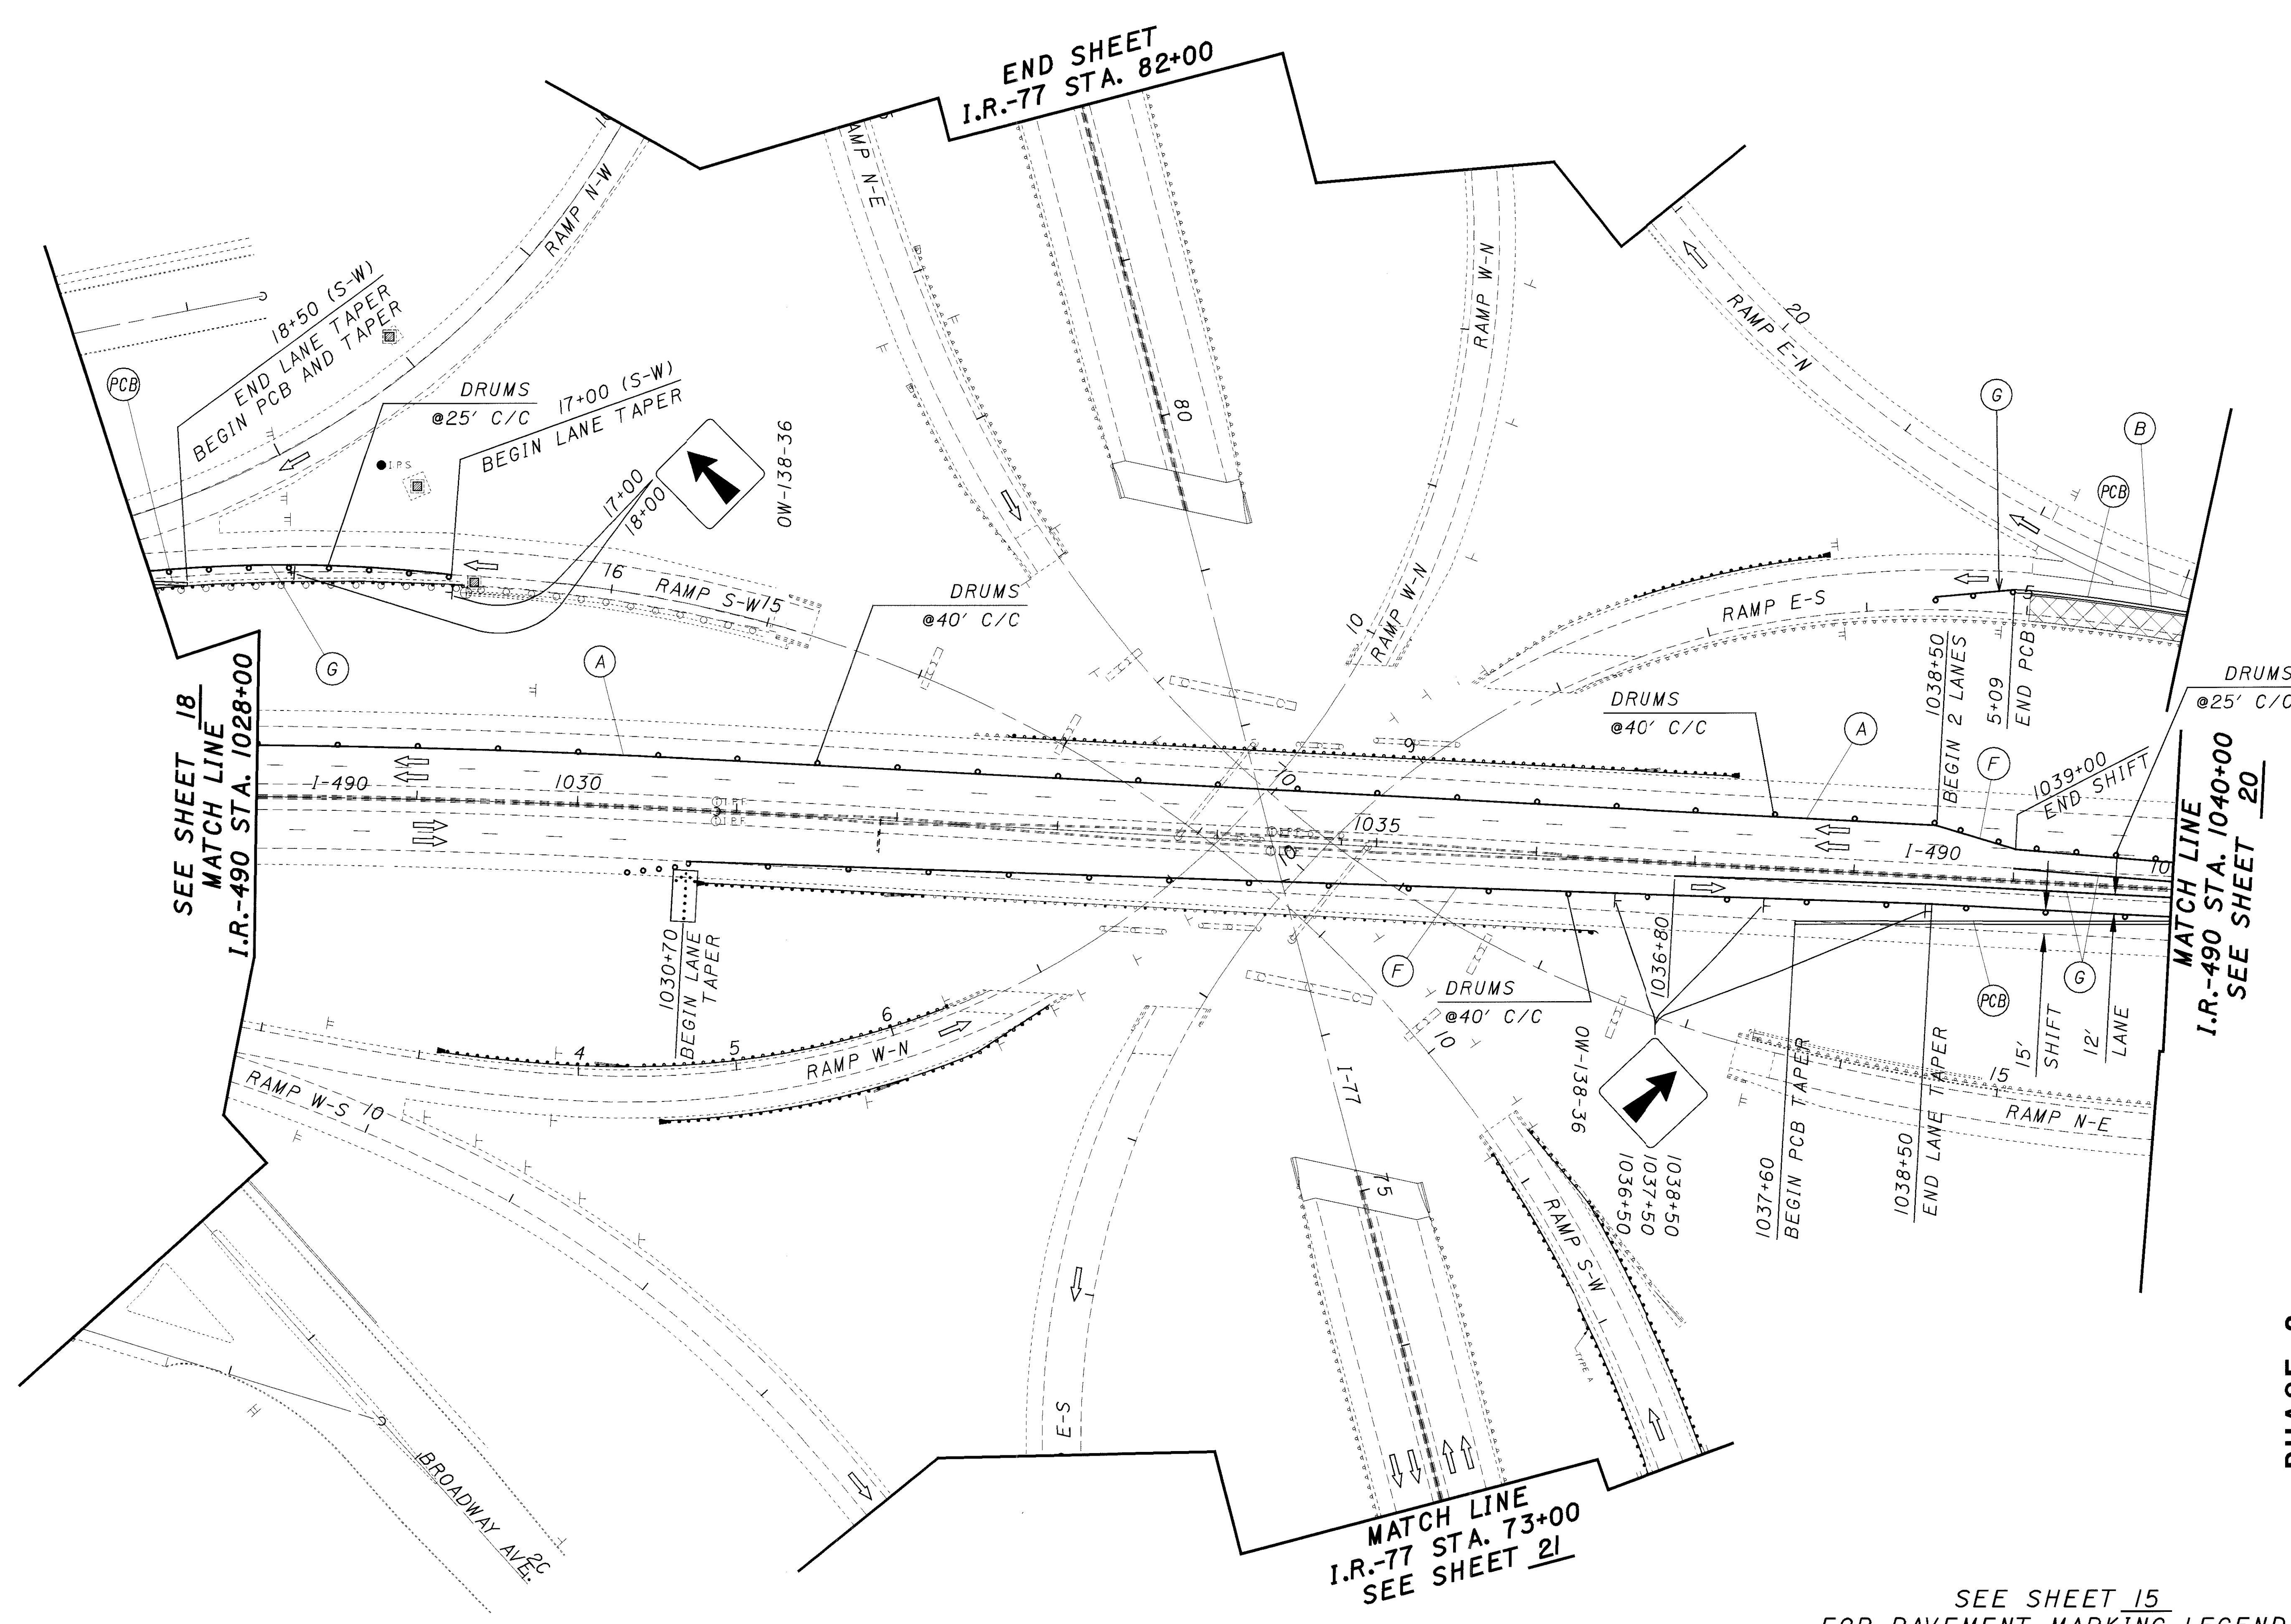 END SHEET
I.R.-77 STA. 82+00
RAMP N-W
AMP N-E
RAMP W-N
RAMP E-N
20
80
18+50 (S-W)
END LANE TAPER
BEGIN PCB AND TAPER
PCB
DRUMS
@25' C/C
17+00 (S-W)
BEGIN LANE TAPER
17+00
18+00
OW-138-36
I.P.S.
G
B
PCB
16
RAMP S-W
15
DRUMS
@40' C/C
10
RAMP W-N
RAMP E-S
5
1038+50
BEGIN 2 LANES
5+09
END PCB
DRUMS
@25' C/C
G
A
DRUMS
@40' C/C
A
F
1039+00
END SHIFT
SEE SHEET 18
MATCH LINE
I.R.-490 STA. 1028+00
I-490
1030
I.P.F.
I.P.F.
9
10
1035
10
I-490
10
MATCH LINE
I.R.-490 STA. 1040+00
SEE SHEET 20
1030+70
BEGIN LANE
TAPER
F
DRUMS
@40' C/C
1036+80
PCB
G
15'
SHIFT
12'
LANE
4
5
6
RAMP W-N
RAMP W-S
10
I-77
10
OW-138-36
1038+50
1037+50
1036+50
1037+60
BEGIN PCB TAPER
1038+50
END LANE TAPER
15
RAMP N-E
75
RAMP S-W
TYPE A
E-S
BROADWAY AVE.
MATCH LINE
I.R.-77 STA. 73+00
SEE SHEET 21
SEE SHEET 15
FOR PAVEMENT MARKING LEGEND